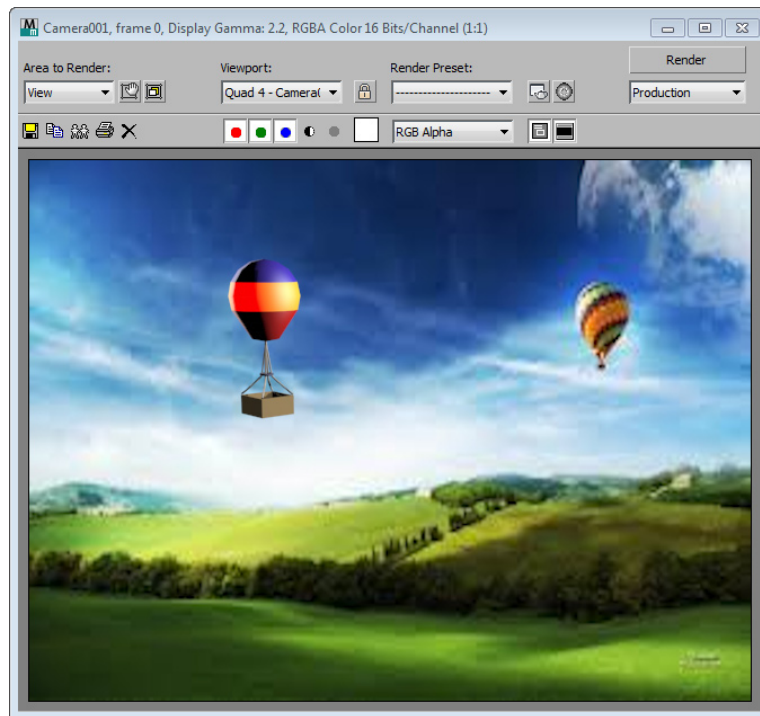 Camera001, frame 0, Display Gamma: 2.2, RGBA Color 16 Bits/Channel (1:1)
Area to Render:
Viewport:
Render Preset:
Render
View
Quad 4 - Camera(
----------------------
Production
RGB Alpha